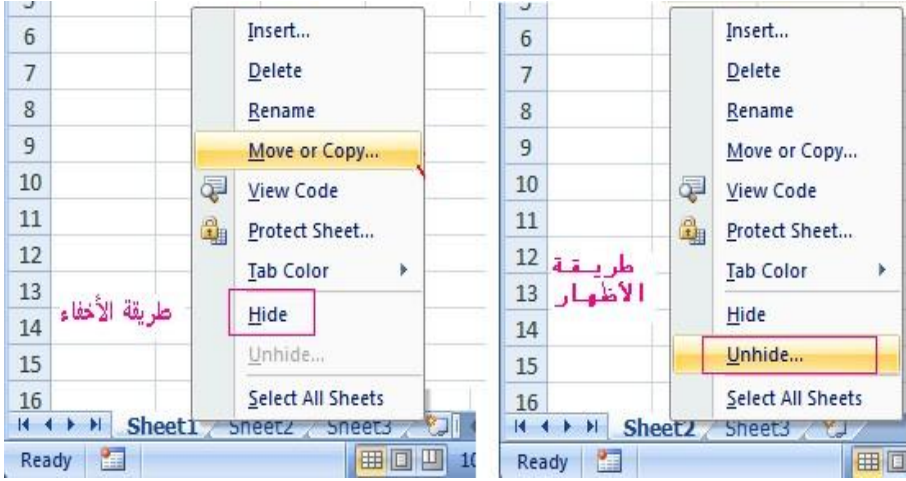 5
6
7
8
9
10
11
12
13
14
15
16
Insert...
Delete
Rename
Move or Copy...
View Code
Protect Sheet...
Tab Color
Hide
Unhide...
Select All Sheets
طريقة الأخفاء
Sheet1 Sheet2 Sheet3
Ready
10
6
7
8
9
10
11
12
13
14
15
16
Insert...
Delete
Rename
Move or Copy...
View Code
Protect Sheet...
Tab Color
Hide
Unhide...
Select All Sheets
طريقة
الأظهار
Sheet2 Sheet3
Ready